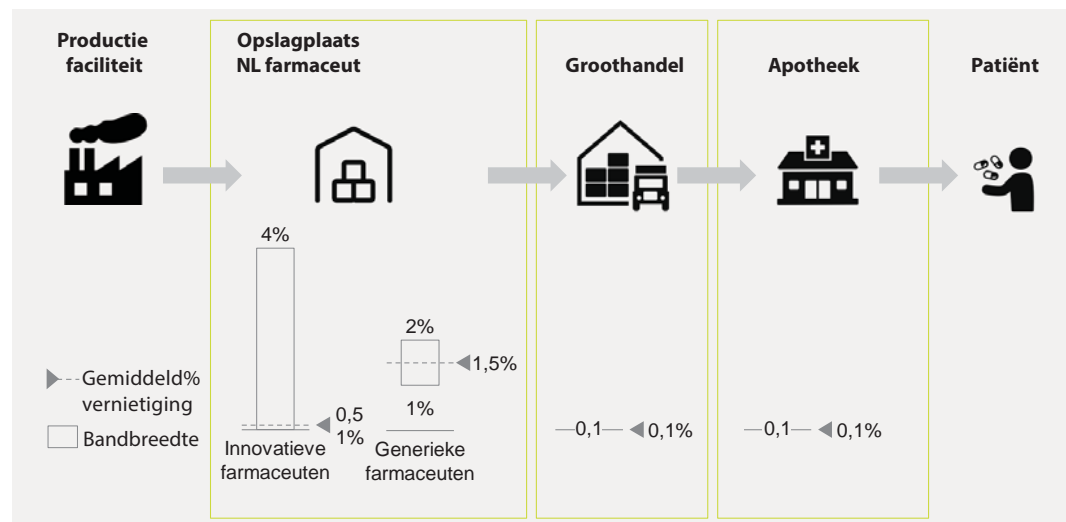 Productie
faciliteit
Opslagplaats
NL farmaceut
Groothandel
Apotheek
Patiënt
4%
2%
1,5%
1%
0,5
1%
Gemiddeld%
vernietiging
Bandbreedte
Innovatieve
farmaceuten
Generieke
farmaceuten
0,1
0,1%
0,1
0,1%